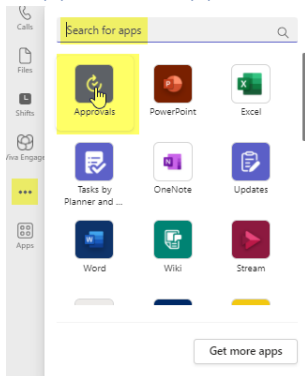 Calls
Files
Shifts
Viva Engage
Apps
Search for apps
Approvals
PowerPoint
Excel
Tasks by
Planner and ...
OneNote
Updates
Word
Wiki
Stream
Get more apps